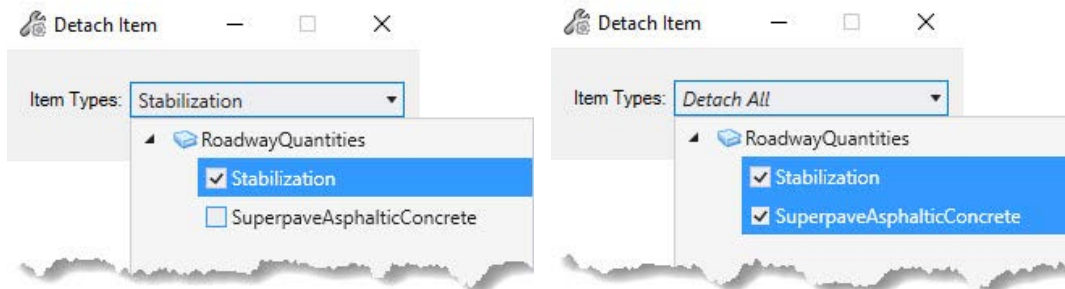 Detach Item
Item Types: Stabilization
RoadwayQuantities
Stabilization
SuperpaveAsphalticConcrete
Detach Item
Item Types: Detach All
RoadwayQuantities
Stabilization
SuperpaveAsphalticConcrete